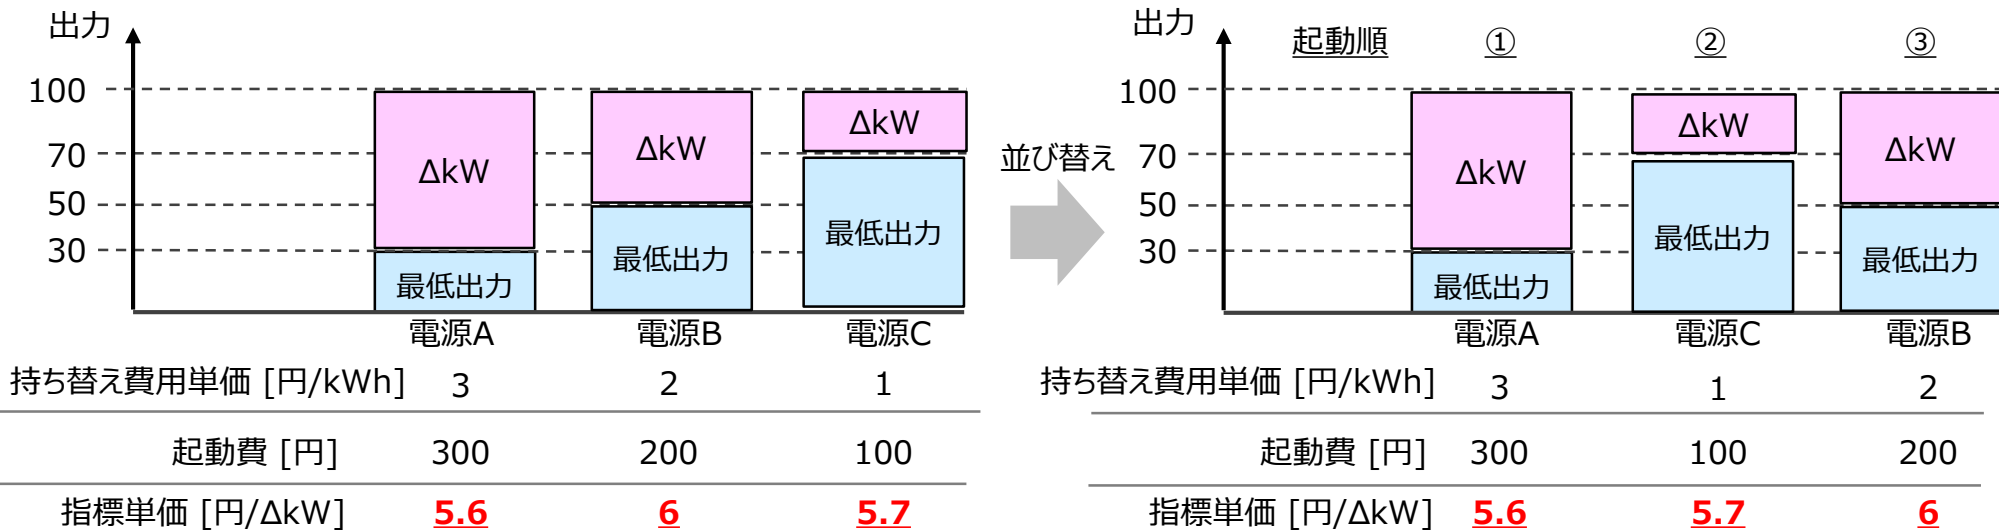 出力
100
70
50
30
ΔkW
ΔkW
ΔkW
最低出力
最低出力
最低出力
電源A 電源B 電源C
持ち替え費用単価 [円/kWh] 3 2 1
起動費 [円] 300 200 100
指標単価 [円/ΔkW] 5.6 6 5.7
並び替え
出力
起動順 ① ② ③
100
70
50
30
ΔkW
ΔkW
ΔkW
最低出力
最低出力
最低出力
電源A 電源C 電源B
持ち替え費用単価 [円/kWh] 3 1 2
起動費 [円] 300 100 200
指標単価 [円/ΔkW] 5.6 5.7 6